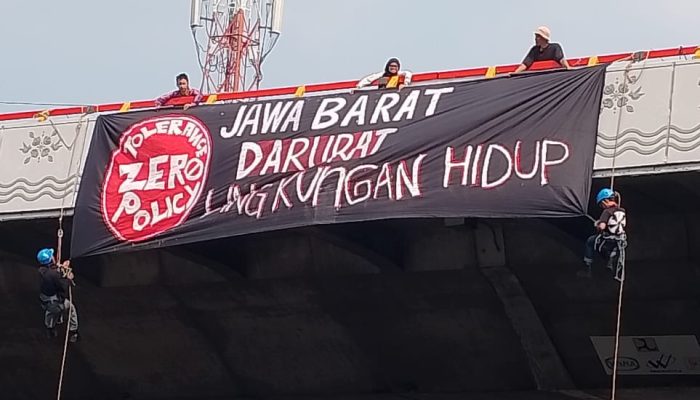 TOLERANCE
ZERO
POLICY
JAWA BARAT
DARURAT
LINGKUNGAN HIDUP